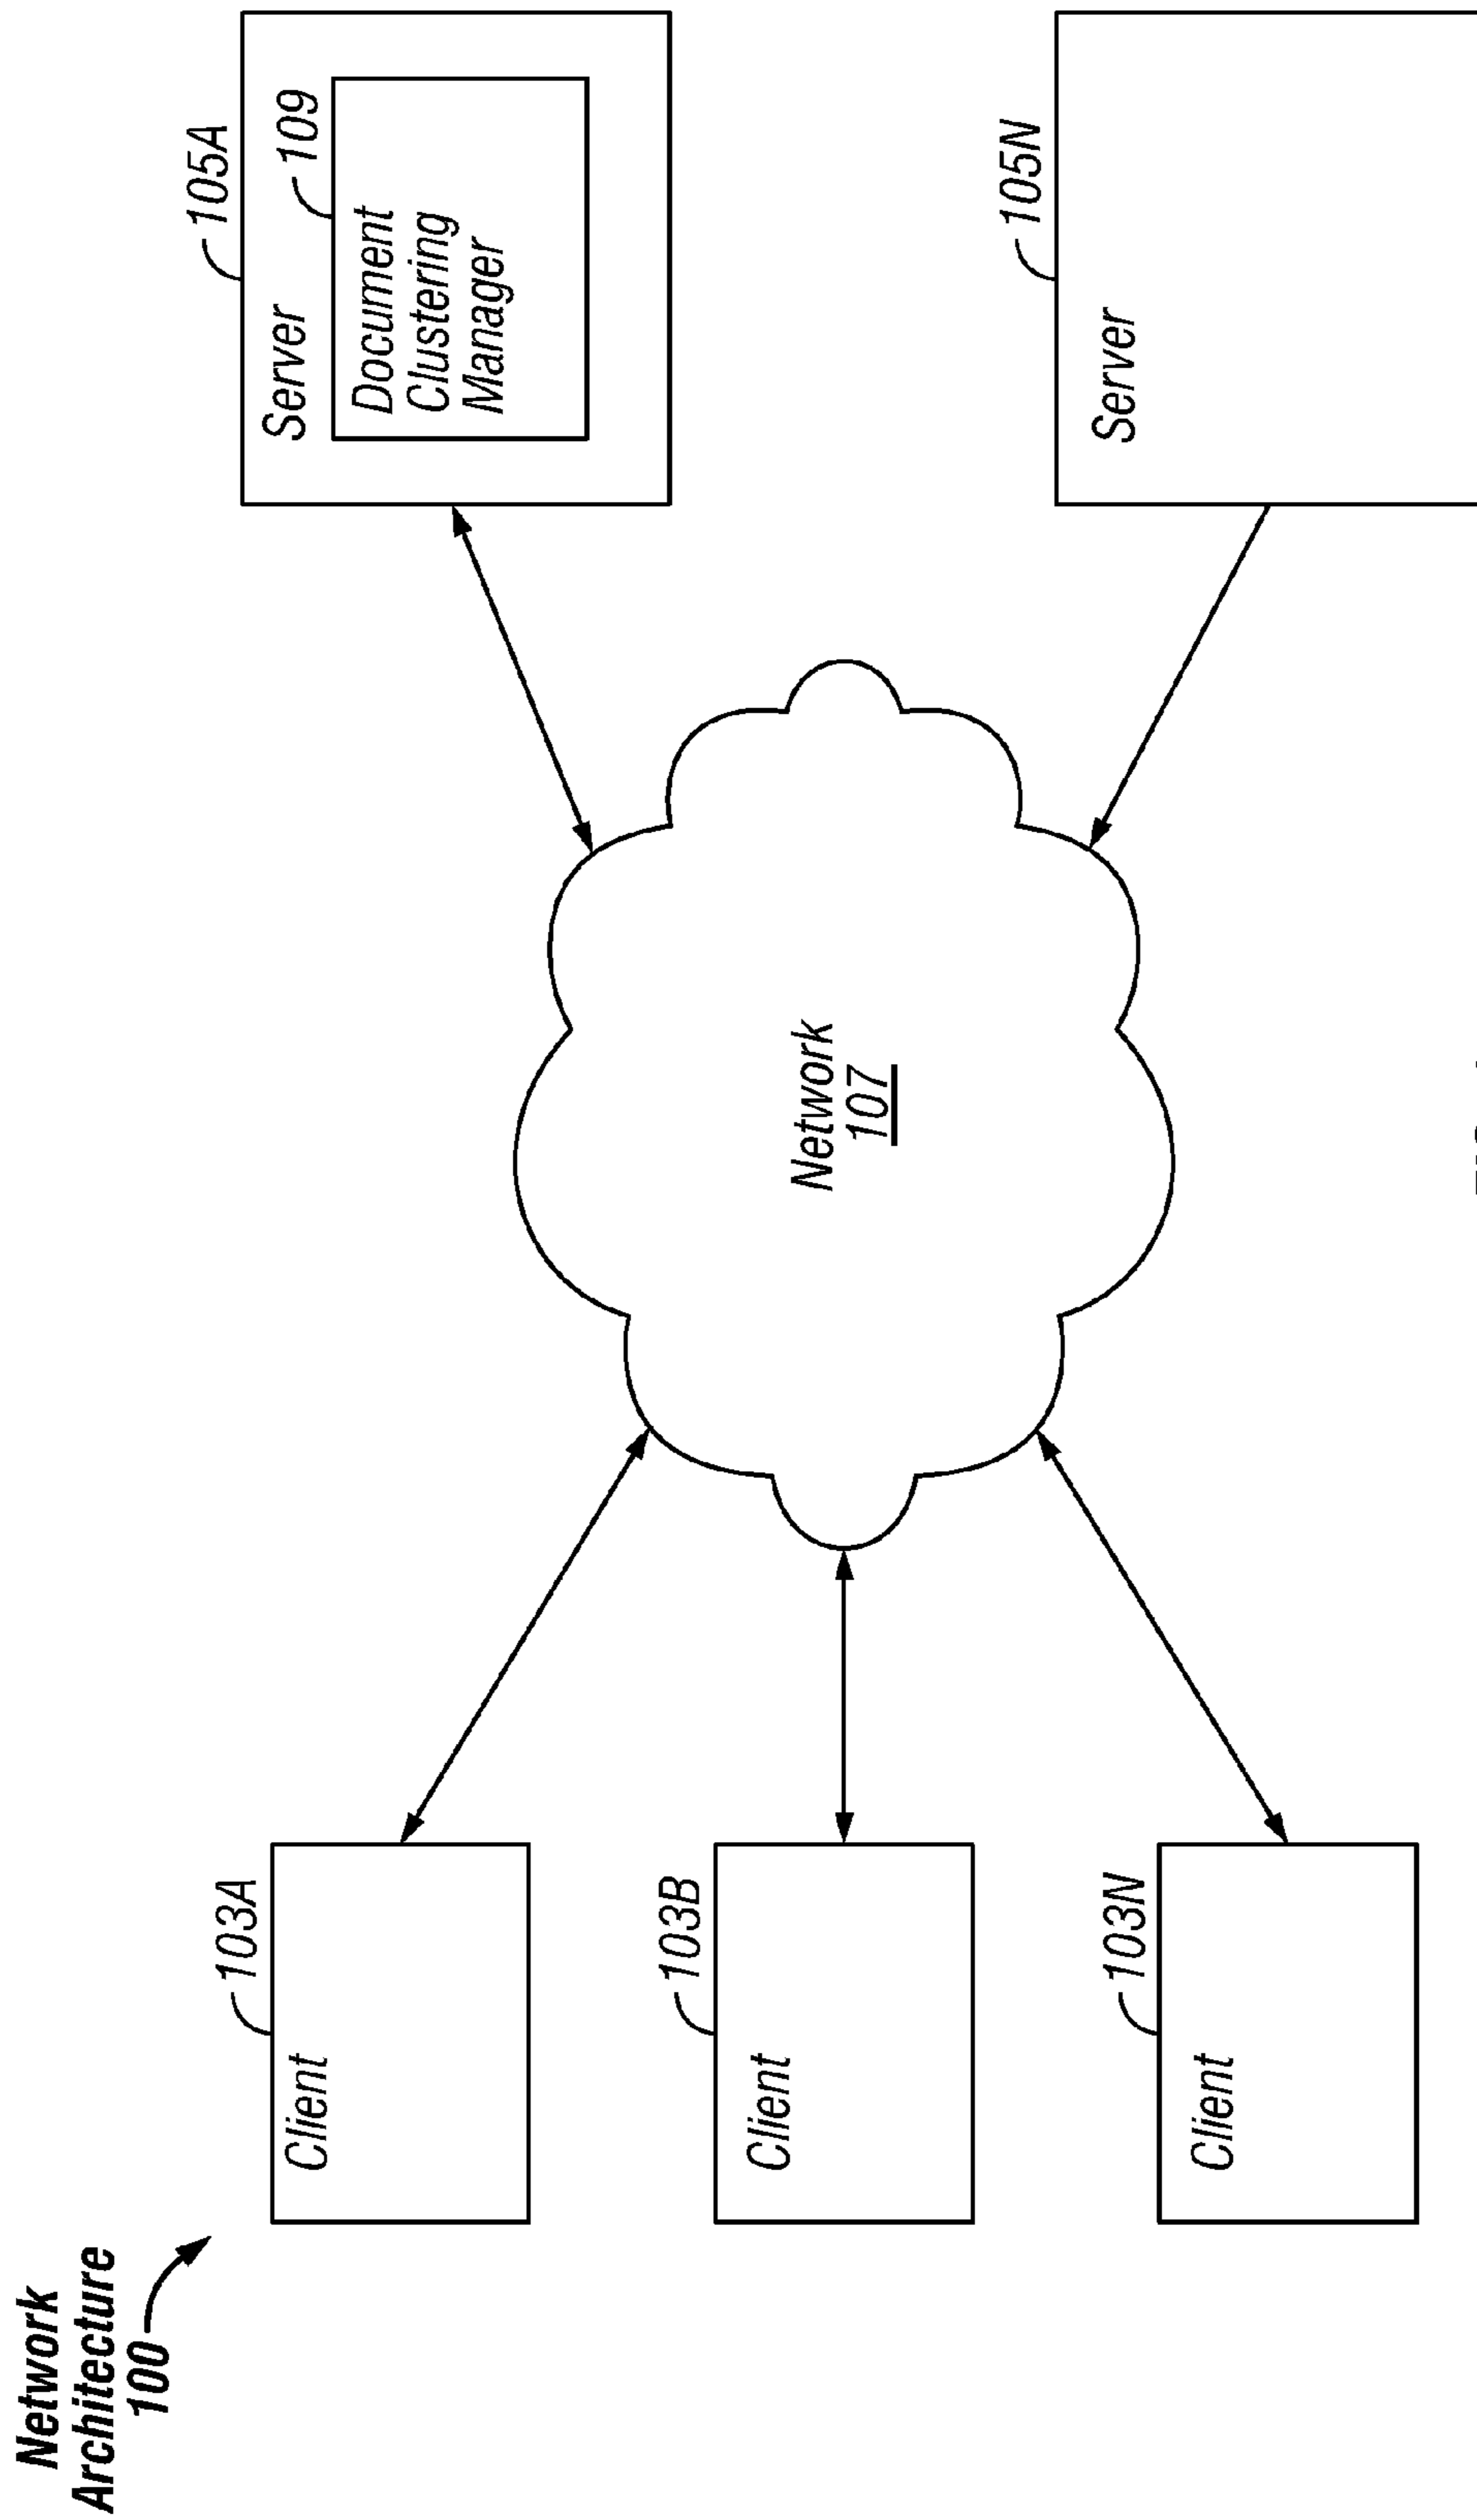 Network
Architecture
100
103A
Client
103B
Client
103N
Client
Network
107
105A
Server
109
Document
Clustering
Manager
105N
Server